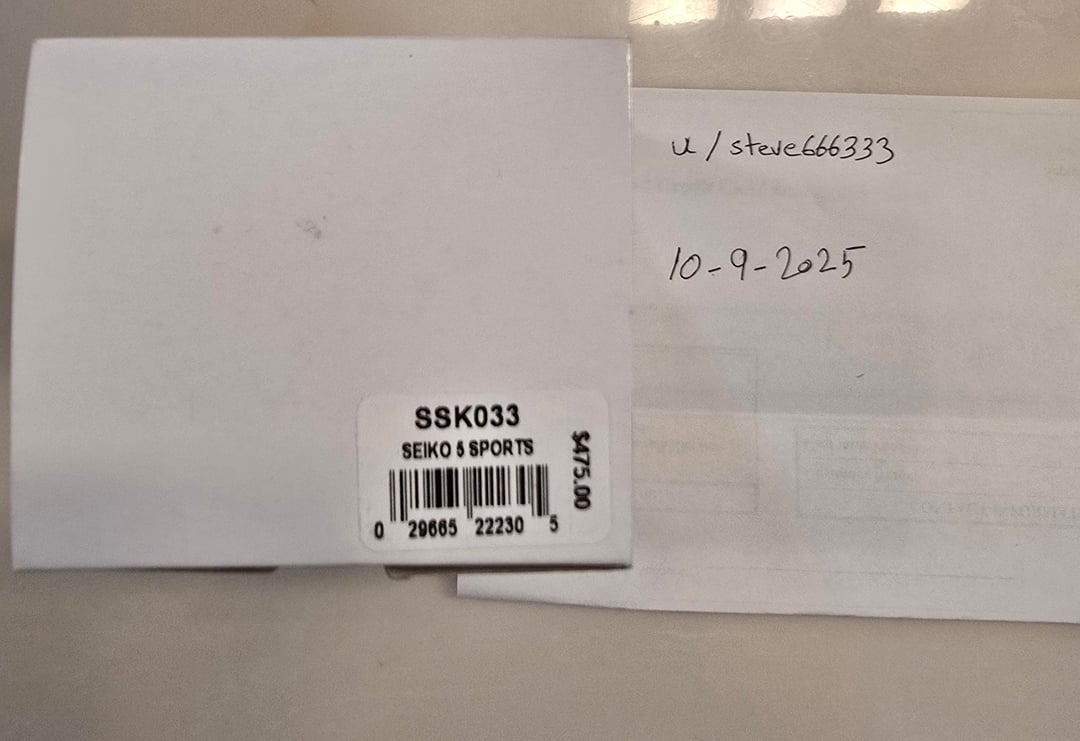 SSK033
SEIKO 5 SPORTS
$475.00
0 29665 22230 5
u/steve666333
10-9-2025